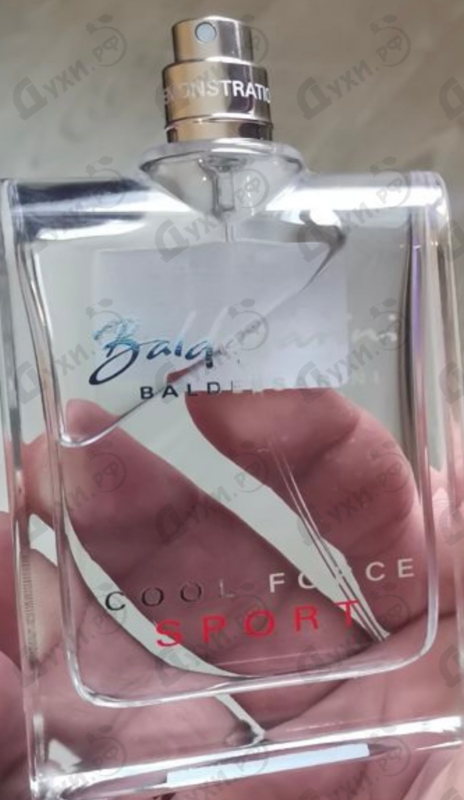 DEMONSTRATION
Baldessarini
BALDESSARINI
COOL FORCE
SPORT
Духи.рф